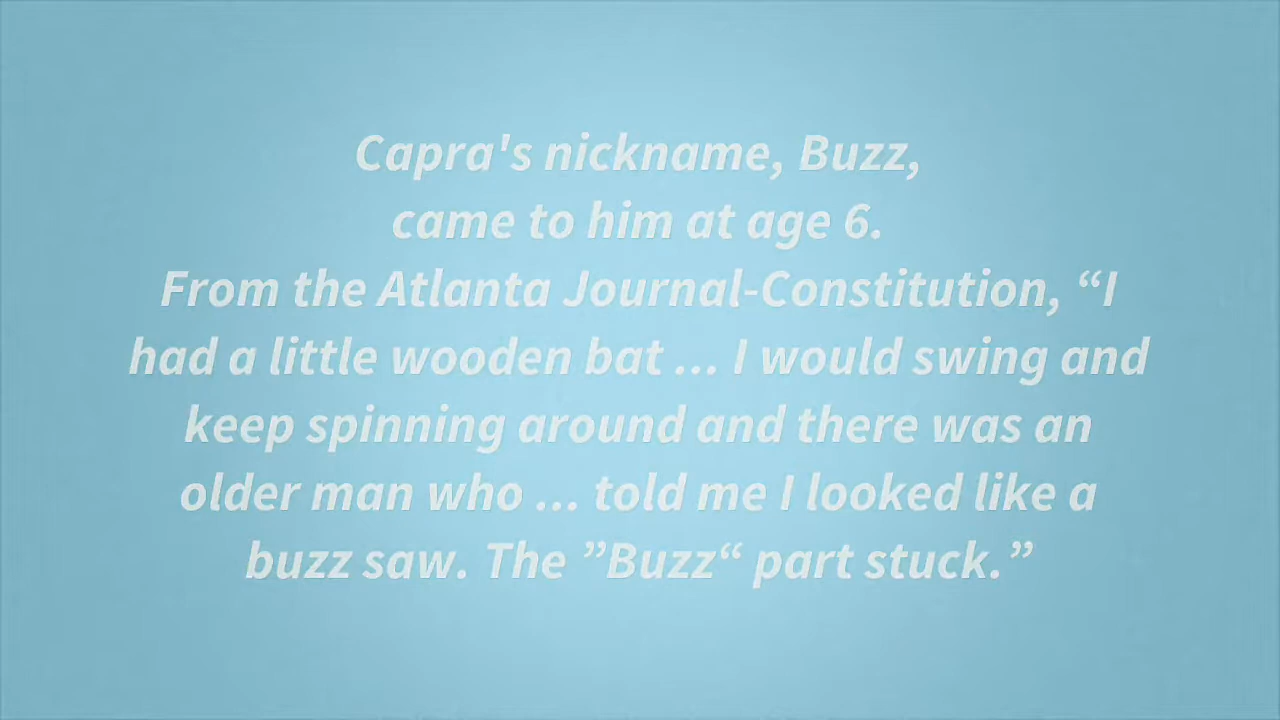 Capra's nickname, Buzz,
came to him at age 6.
From the Atlanta Journal-Constitution, “I
had a little wooden bat ... I would swing and
keep spinning around and there was an
older man who ... told me I looked like a
buzz saw. The ”Buzz“ part stuck.”